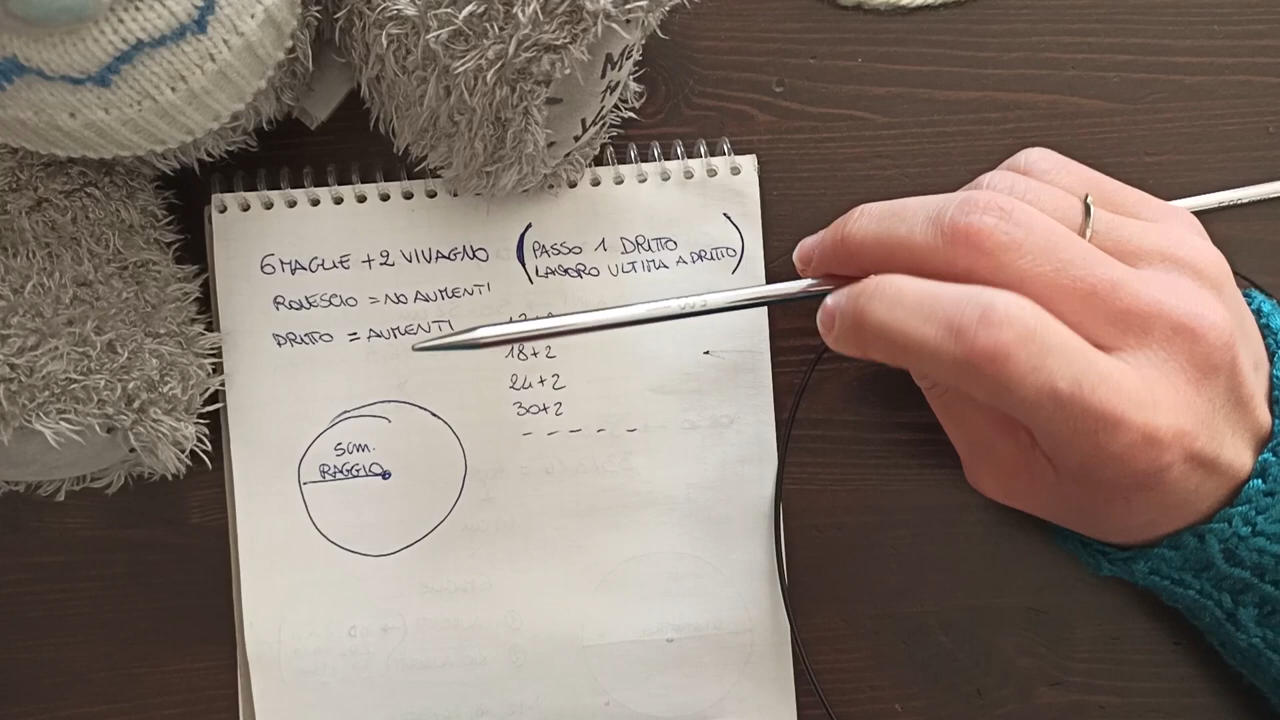 6 MAGLIE + 2 VIVAGNO
(PASSO 1 DRITTO
LAVORO ULTIMA A DRITTO)
ROVESCIO = NO AUMENTI
DRITTO = AUMENTI
18+2
24+2
30+2
5cm.
RAGGIO